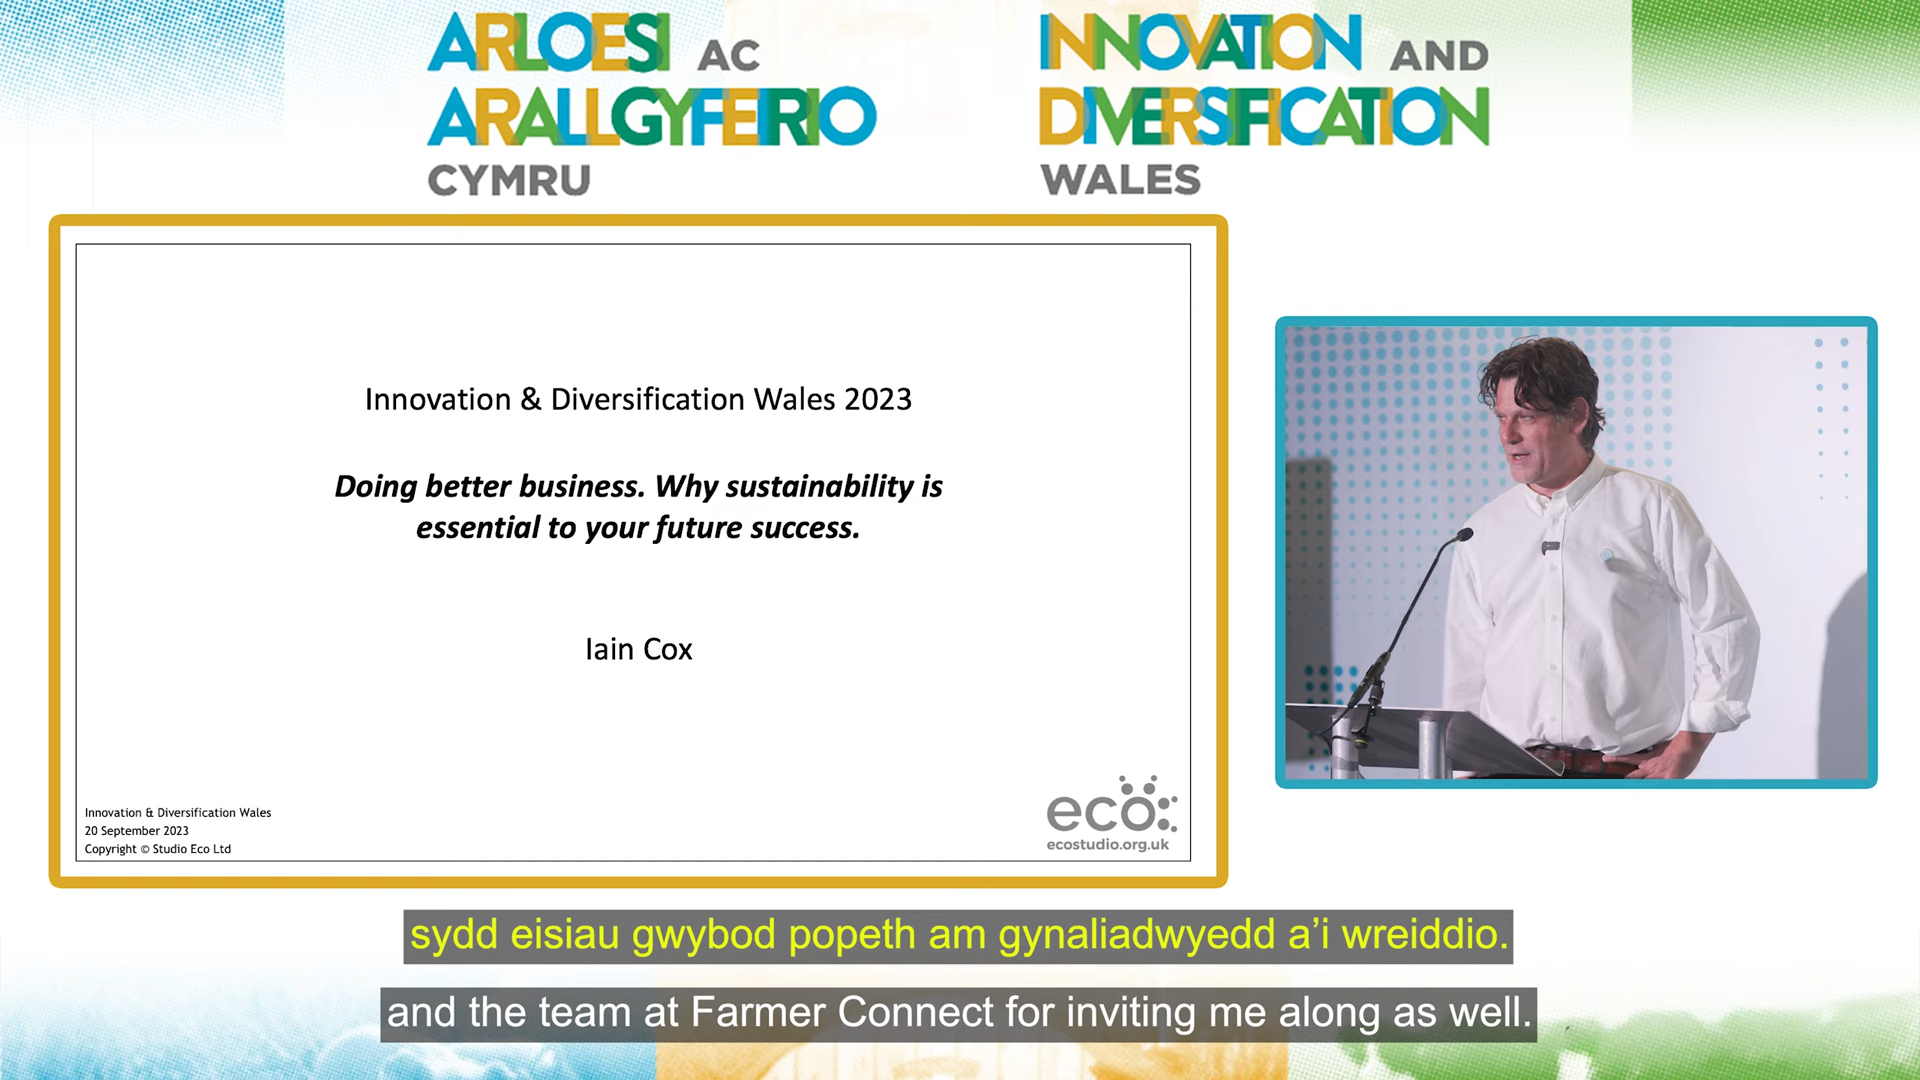 ARLOESI AC
ARALLGYFEIRIO
CYMRU
INNOVATION AND
DIVERSIFICATION
WALES
Innovation & Diversification Wales 2023
Doing better business. Why sustainability is
essential to your future success.
Iain Cox
Innovation & Diversification Wales
20 September 2023
Copyright © Studio Eco Ltd
eco
ecostudio.org.uk
sydd eisiau gwybod popeth am gynaliadwyedd a’i wreiddio.
and the team at Farmer Connect for inviting me along as well.